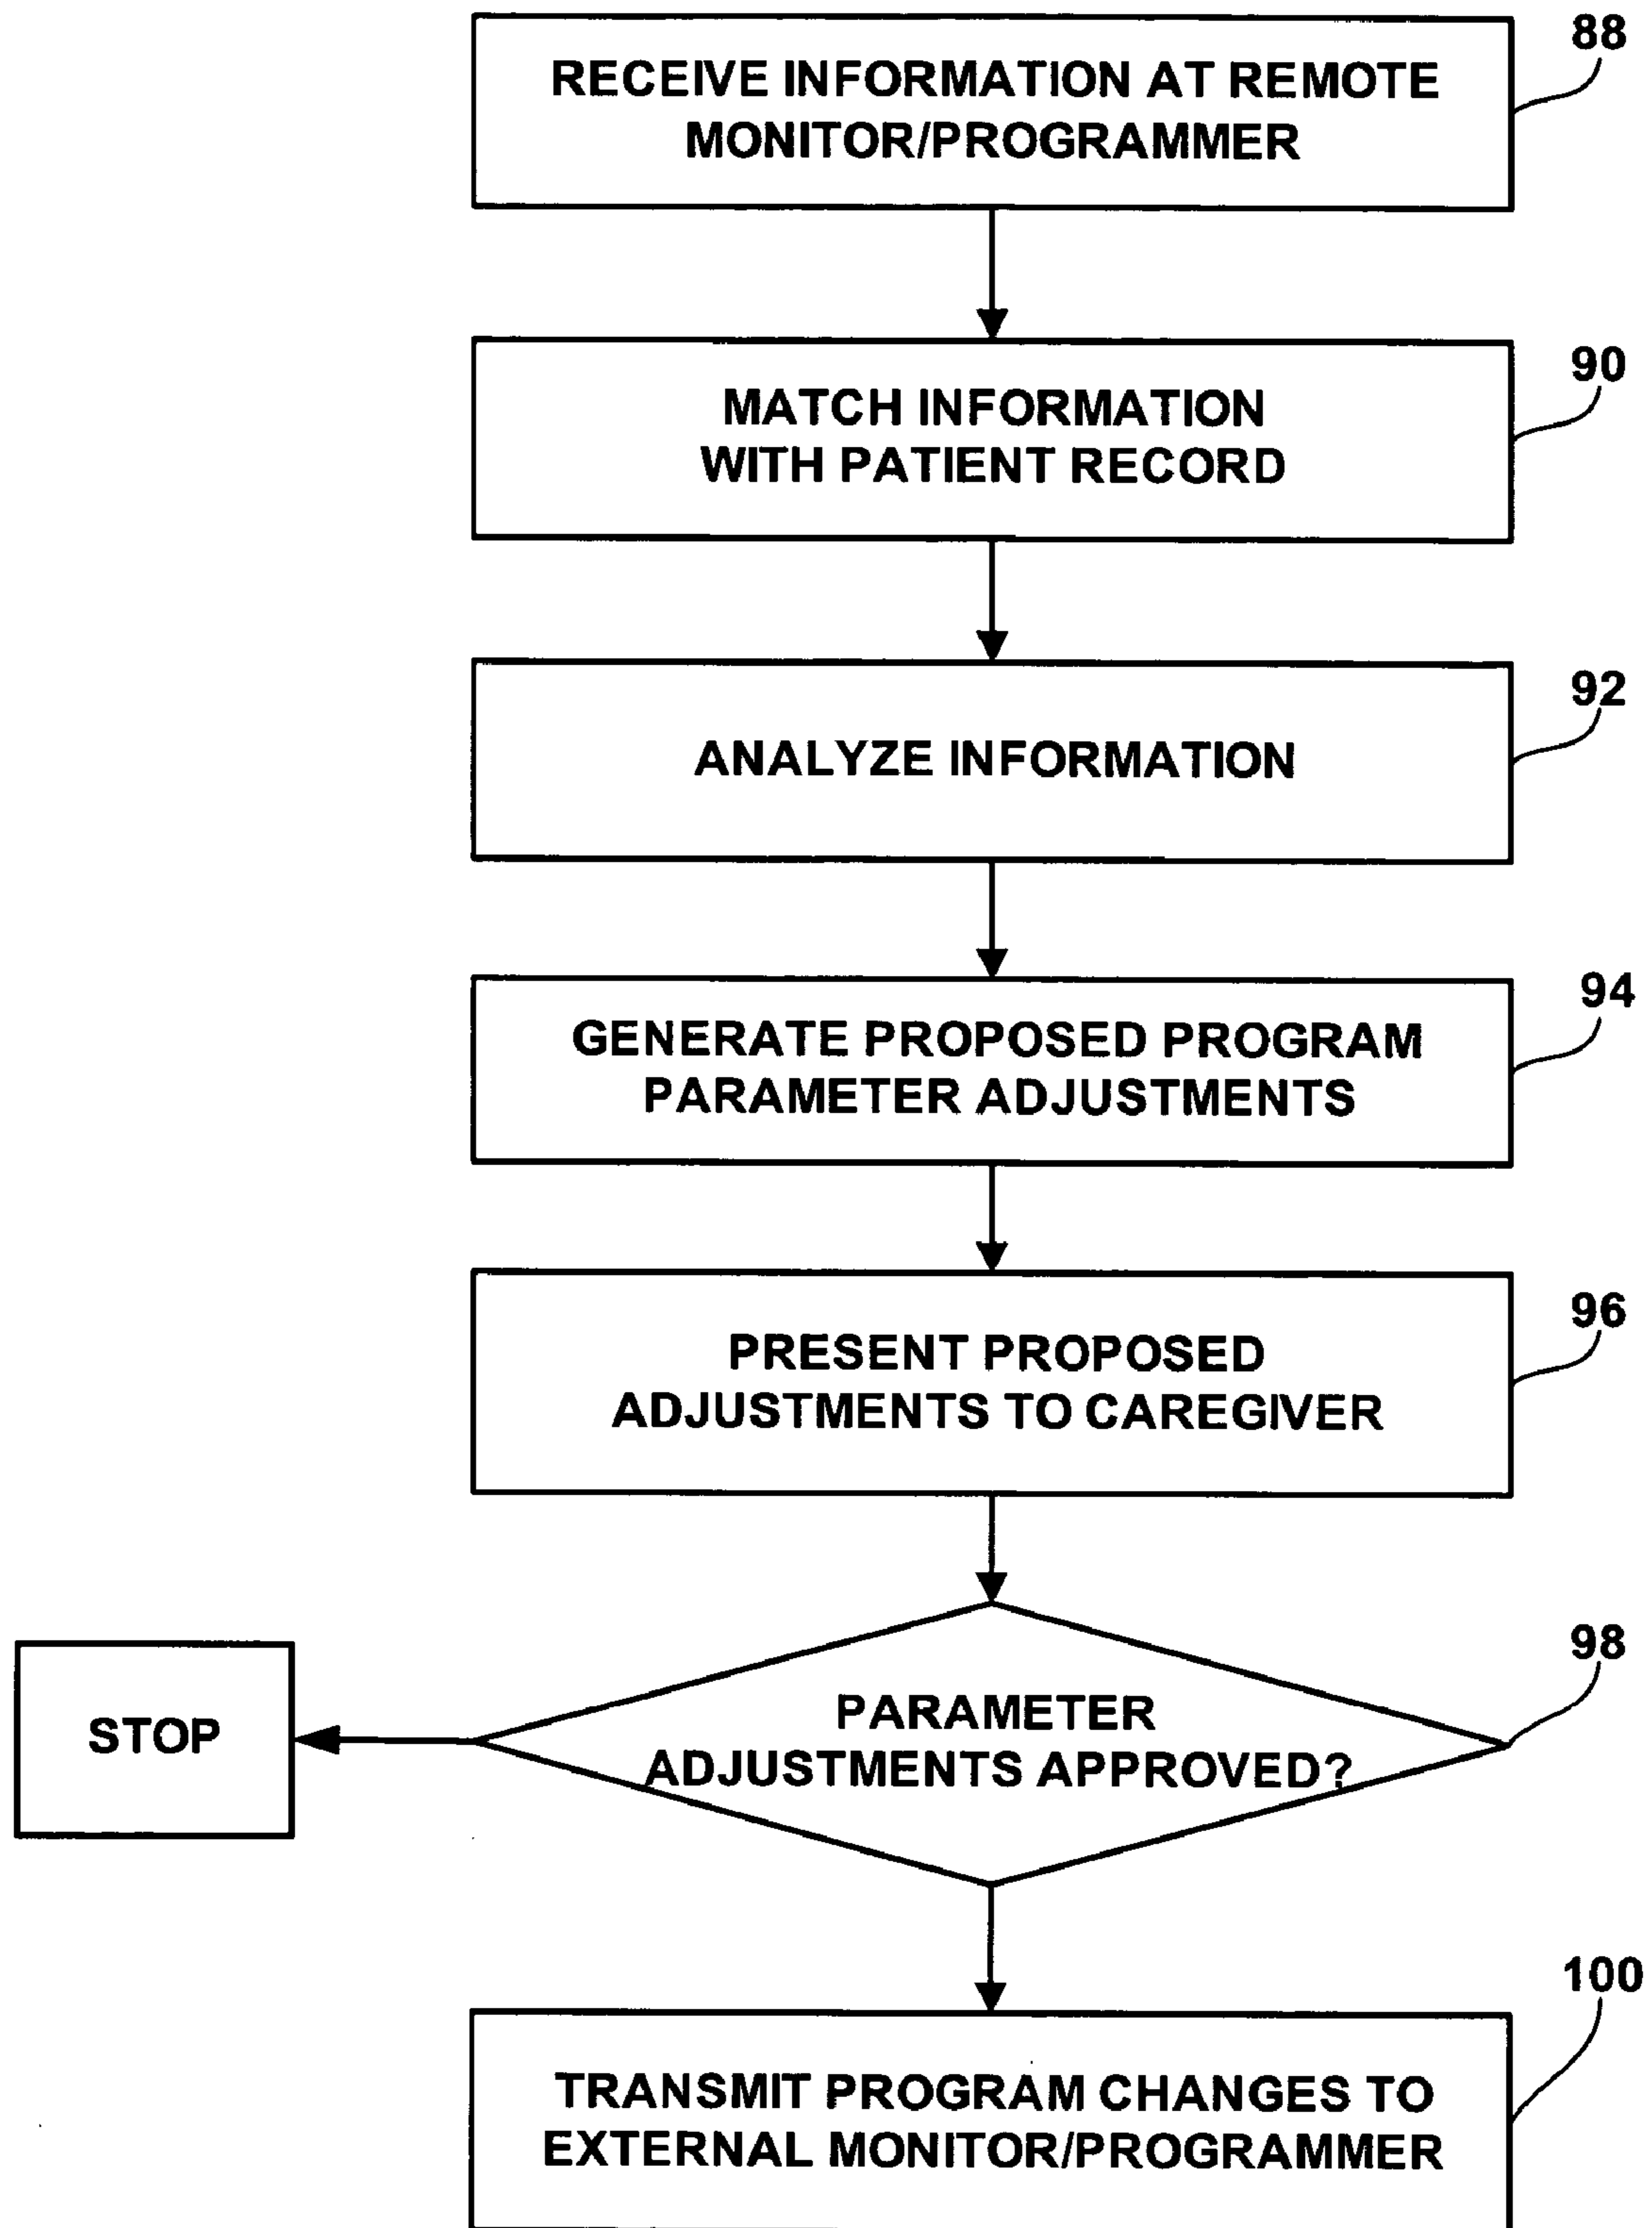 88
RECEIVE INFORMATION AT REMOTE
MONITOR/PROGRAMMER
90
MATCH INFORMATION
WITH PATIENT RECORD
92
ANALYZE INFORMATION
94
GENERATE PROPOSED PROGRAM
PARAMETER ADJUSTMENTS
96
PRESENT PROPOSED
ADJUSTMENTS TO CAREGIVER
98
PARAMETER
ADJUSTMENTS APPROVED?
STOP
100
TRANSMIT PROGRAM CHANGES TO
EXTERNAL MONITOR/PROGRAMMER